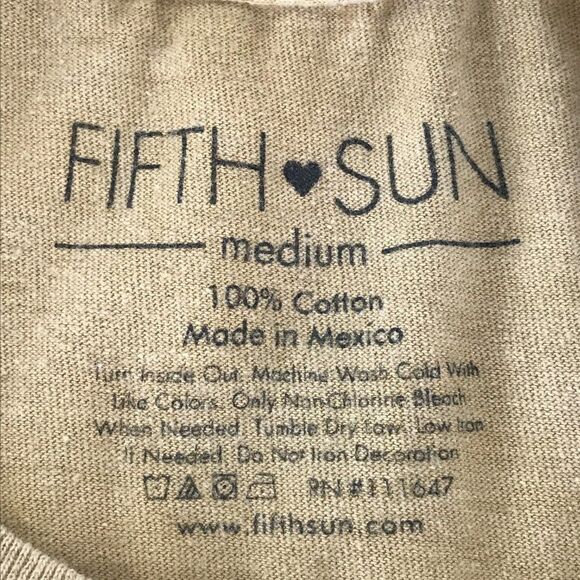 FIFTH ♥ SUN
medium
100% Cotton
Made in Mexico
Turn Inside Out. Machine Wash Cold With
Like Colors. Only Non-Chlorine Bleach
When Needed. Tumble Dry Low. Low Iron
If Needed. Do Not Iron Decoration
RN #111647
www.fifthsun.com